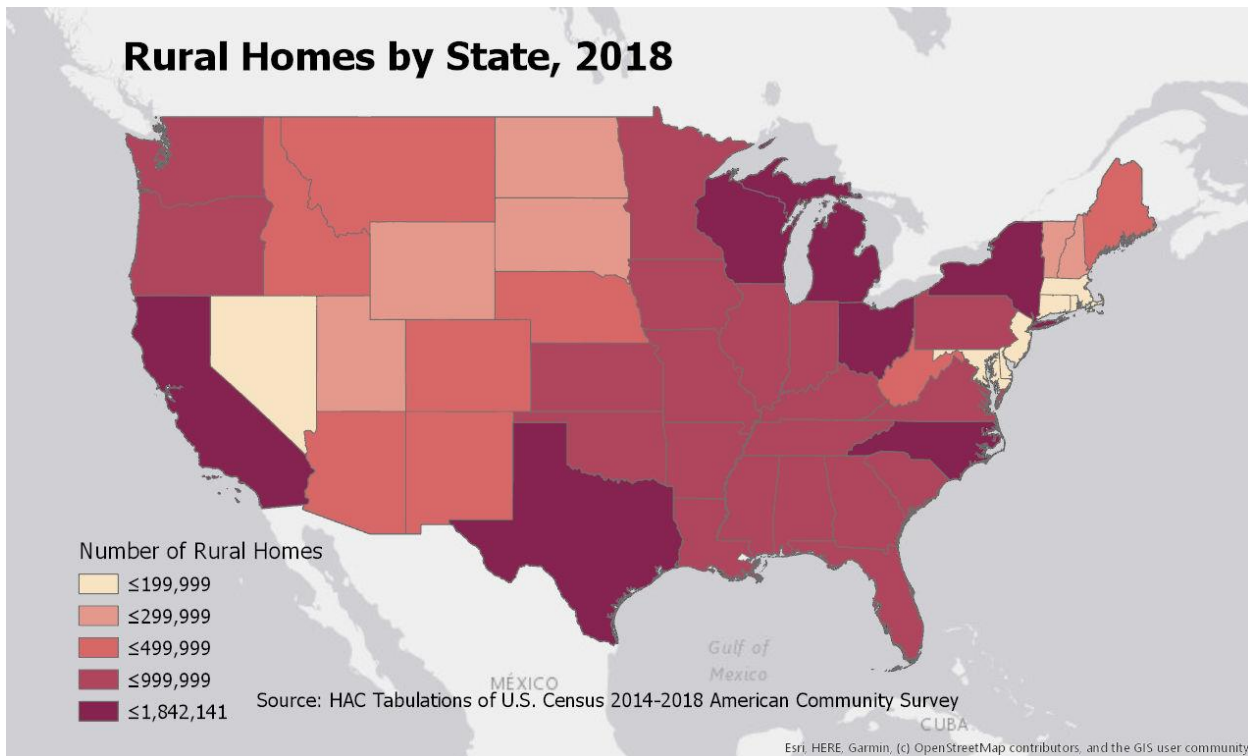 Rural Homes by State, 2018
Number of Rural Homes
≤199,999
≤299,999
≤499,999
≤999,999
≤1,842,141
Gulf of
Mexico
MÉXICO
Source: HAC Tabulations of U.S. Census 2014-2018 American Community Survey
CUBA
Esri, HERE, Garmin, (c) OpenStreetMap contributors, and the GIS user community